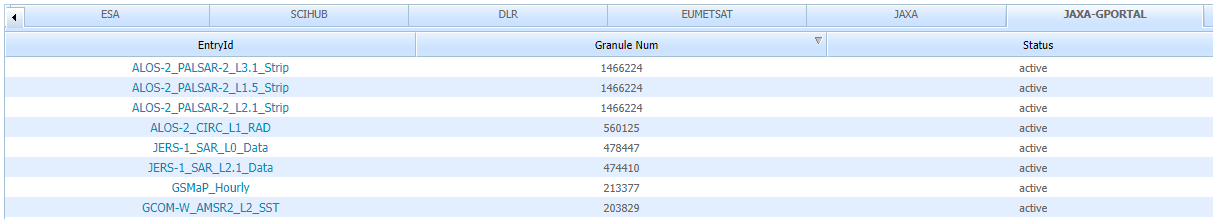 ESA SCIHUB DLR EUMETSAT JAXA JAXA-GPORTAL
EntryId Granule Num Status
ALOS-2_PALSAR-2_L3.1_Strip 1466224 active
ALOS-2_PALSAR-2_L1.5_Strip 1466224 active
ALOS-2_PALSAR-2_L2.1_Strip 1466224 active
ALOS-2_CIRC_L1_RAD 560125 active
JERS-1_SAR_L0_Data 478447 active
JERS-1_SAR_L2.1_Data 474410 active
GSMaP_Hourly 213377 active
GCOM-W_AMSR2_L2_SST 203829 active